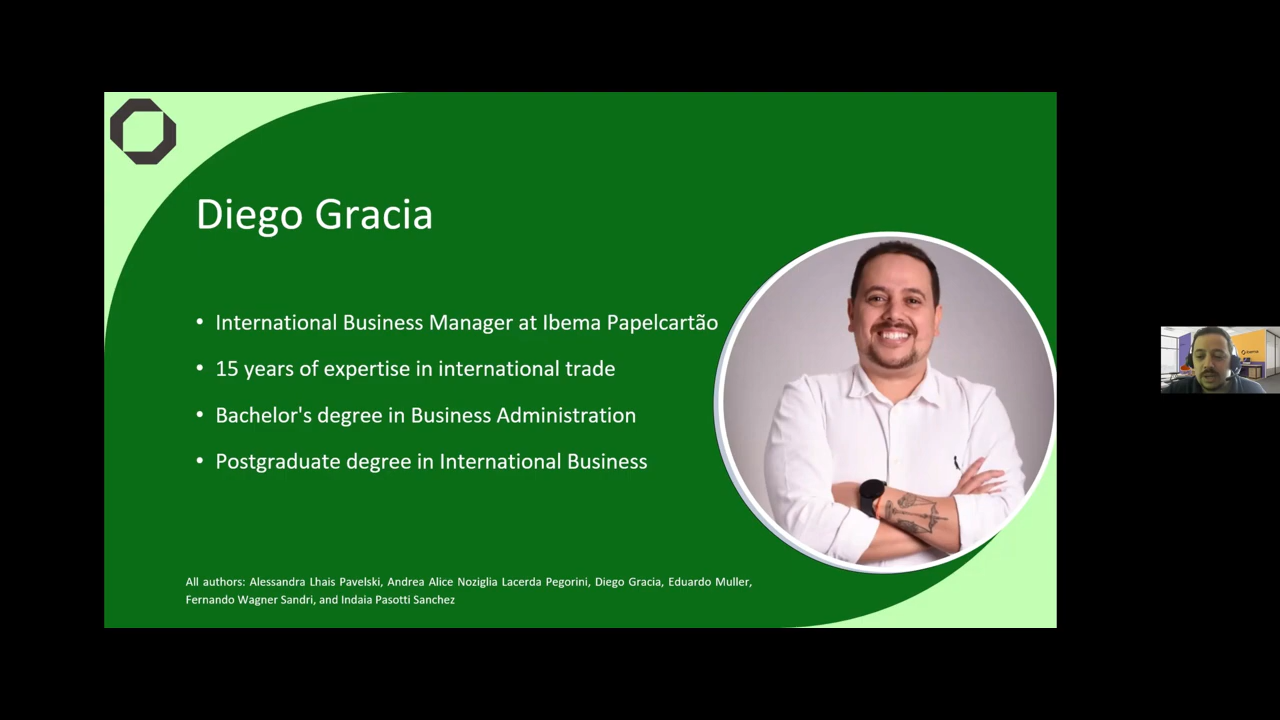 Diego Gracia
• International Business Manager at Ibema Papelcartão
• 15 years of expertise in international trade
• Bachelor's degree in Business Administration
• Postgraduate degree in International Business
All authors: Alessandra Lhais Pavelski, Andrea Alice Noziglia Lacerda Pegorini, Diego Gracia, Eduardo Muller,
Fernando Wagner Sandri, and Indaia Pasotti Sanchez
ibema